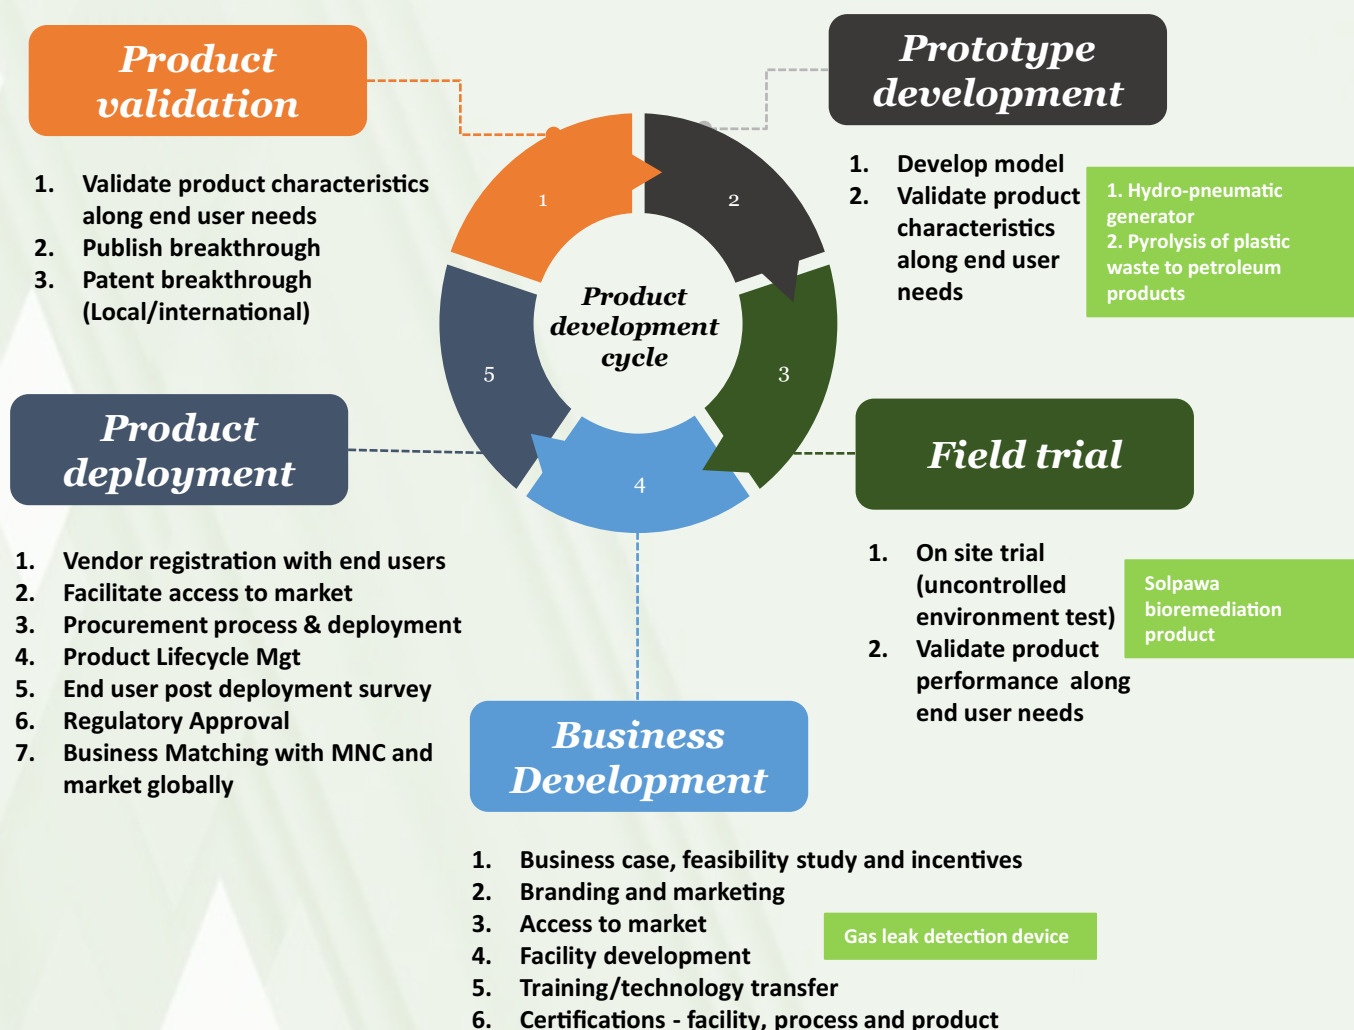 Product
validation
1. Validate product characteristics
along end user needs
2. Publish breakthrough
3. Patent breakthrough
(Local/international)
Prototype
development
1. Develop model
2. Validate product
characteristics
along end user
needs
1. Hydro-pneumatic
generator
2. Pyrolysis of plastic
waste to petroleum
products
1
2
3
4
5
Product
development
cycle
Product
deployment
1. Vendor registration with end users
2. Facilitate access to market
3. Procurement process & deployment
4. Product Lifecycle Mgt
5. End user post deployment survey
6. Regulatory Approval
7. Business Matching with MNC and
market globally
Field trial
1. On site trial
(uncontrolled
environment test)
2. Validate product
performance along
end user needs
Solpawa
bioremediation
product
Business
Development
1. Business case, feasibility study and incentives
2. Branding and marketing
3. Access to market
4. Facility development
5. Training/technology transfer
6. Certifications - facility, process and product
Gas leak detection device